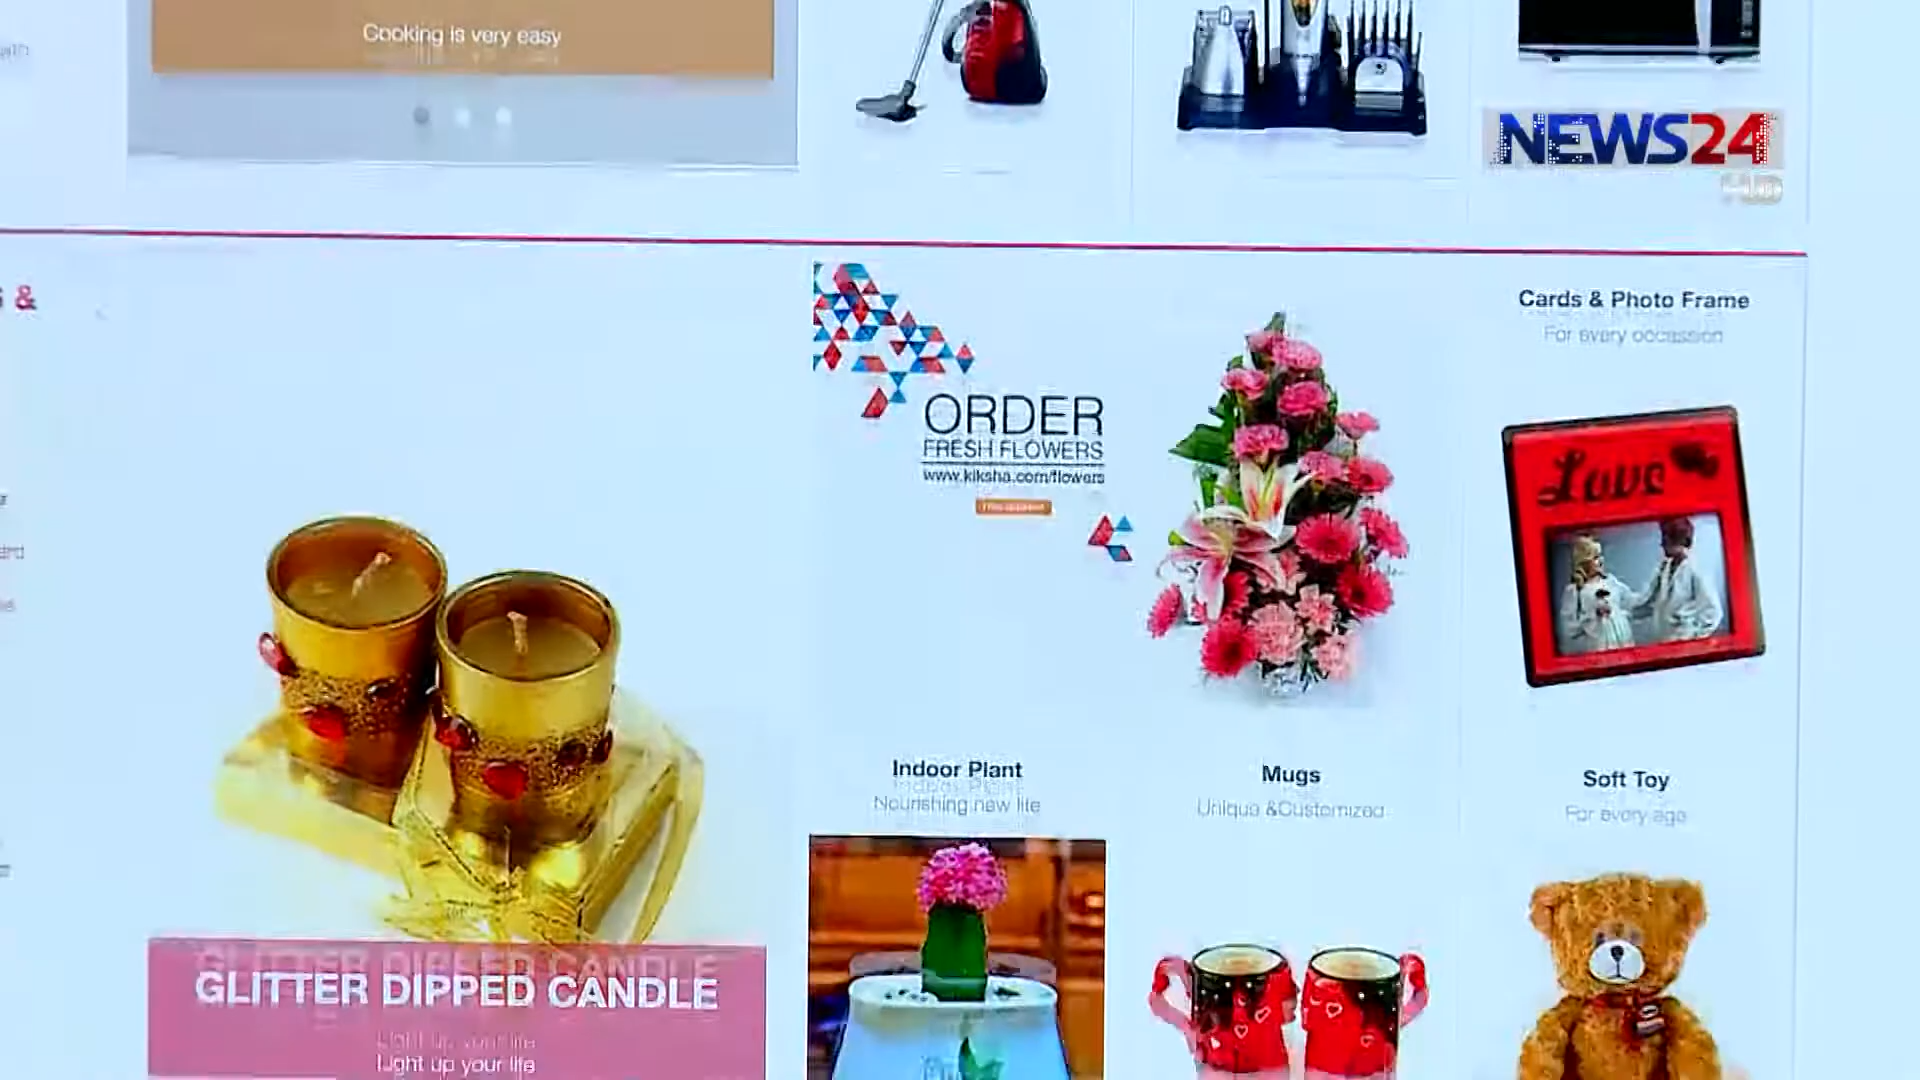 Cooking is very easy
NEWS24
HD
&
ORDER
FRESH FLOWERS
www.kiksha.com/flowers
Cards & Photo Frame
For every occassion
Love
Indoor Plant
Nourishing new life
Mugs
Unique &Customized
Soft Toy
For every age
GLITTER DIPPED CANDLE
Light up your life